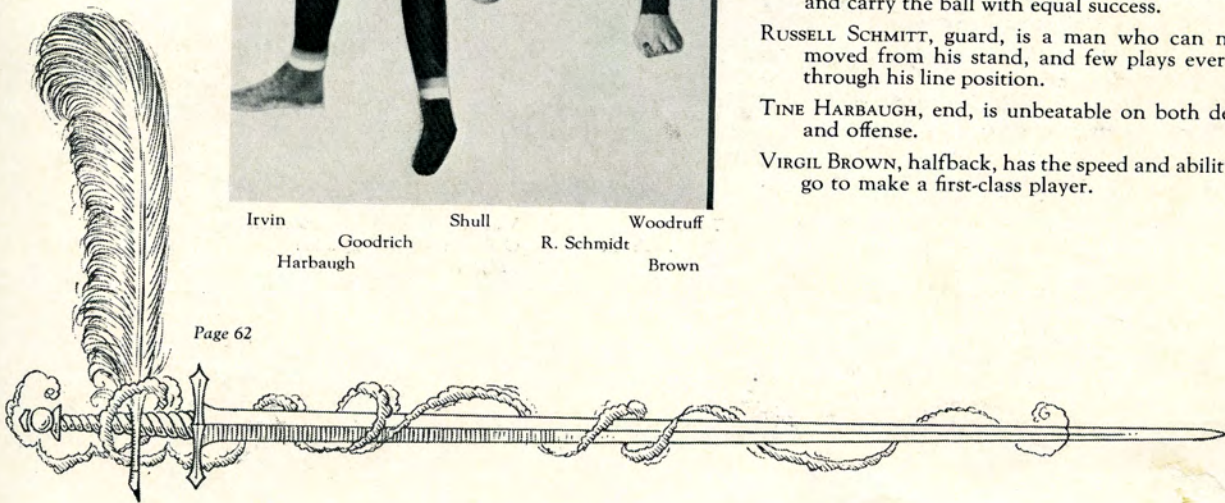 and carry the ball with equal success.
RUSSELL SCHMITT, guard, is a man who can
moved from his stand, and few plays ever
through his line position.
TINE HARBAUGH, end, is unbeatable on both
and offense.
VIRGIL BROWN, halfback, has the speed and
go to make a first-class player.
Irvin Shull Woodruff
Goodrich R. Schmidt
Harbaugh Brown
Page 62